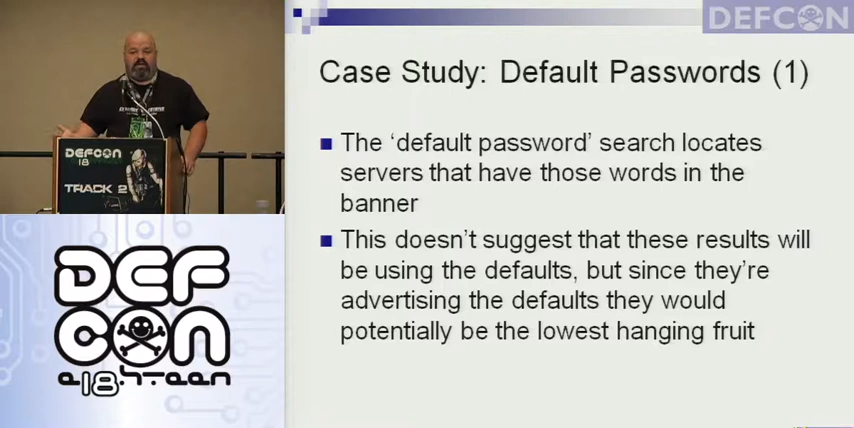 DEFCON
Case Study: Default Passwords (1)
The ‘default password’ search locates
servers that have those words in the
banner
This doesn’t suggest that these results will
be using the defaults, but since they’re
advertising the defaults they would
potentially be the lowest hanging fruit
DEFCON
18
TRACK 2
DEF
CON
e18hteen